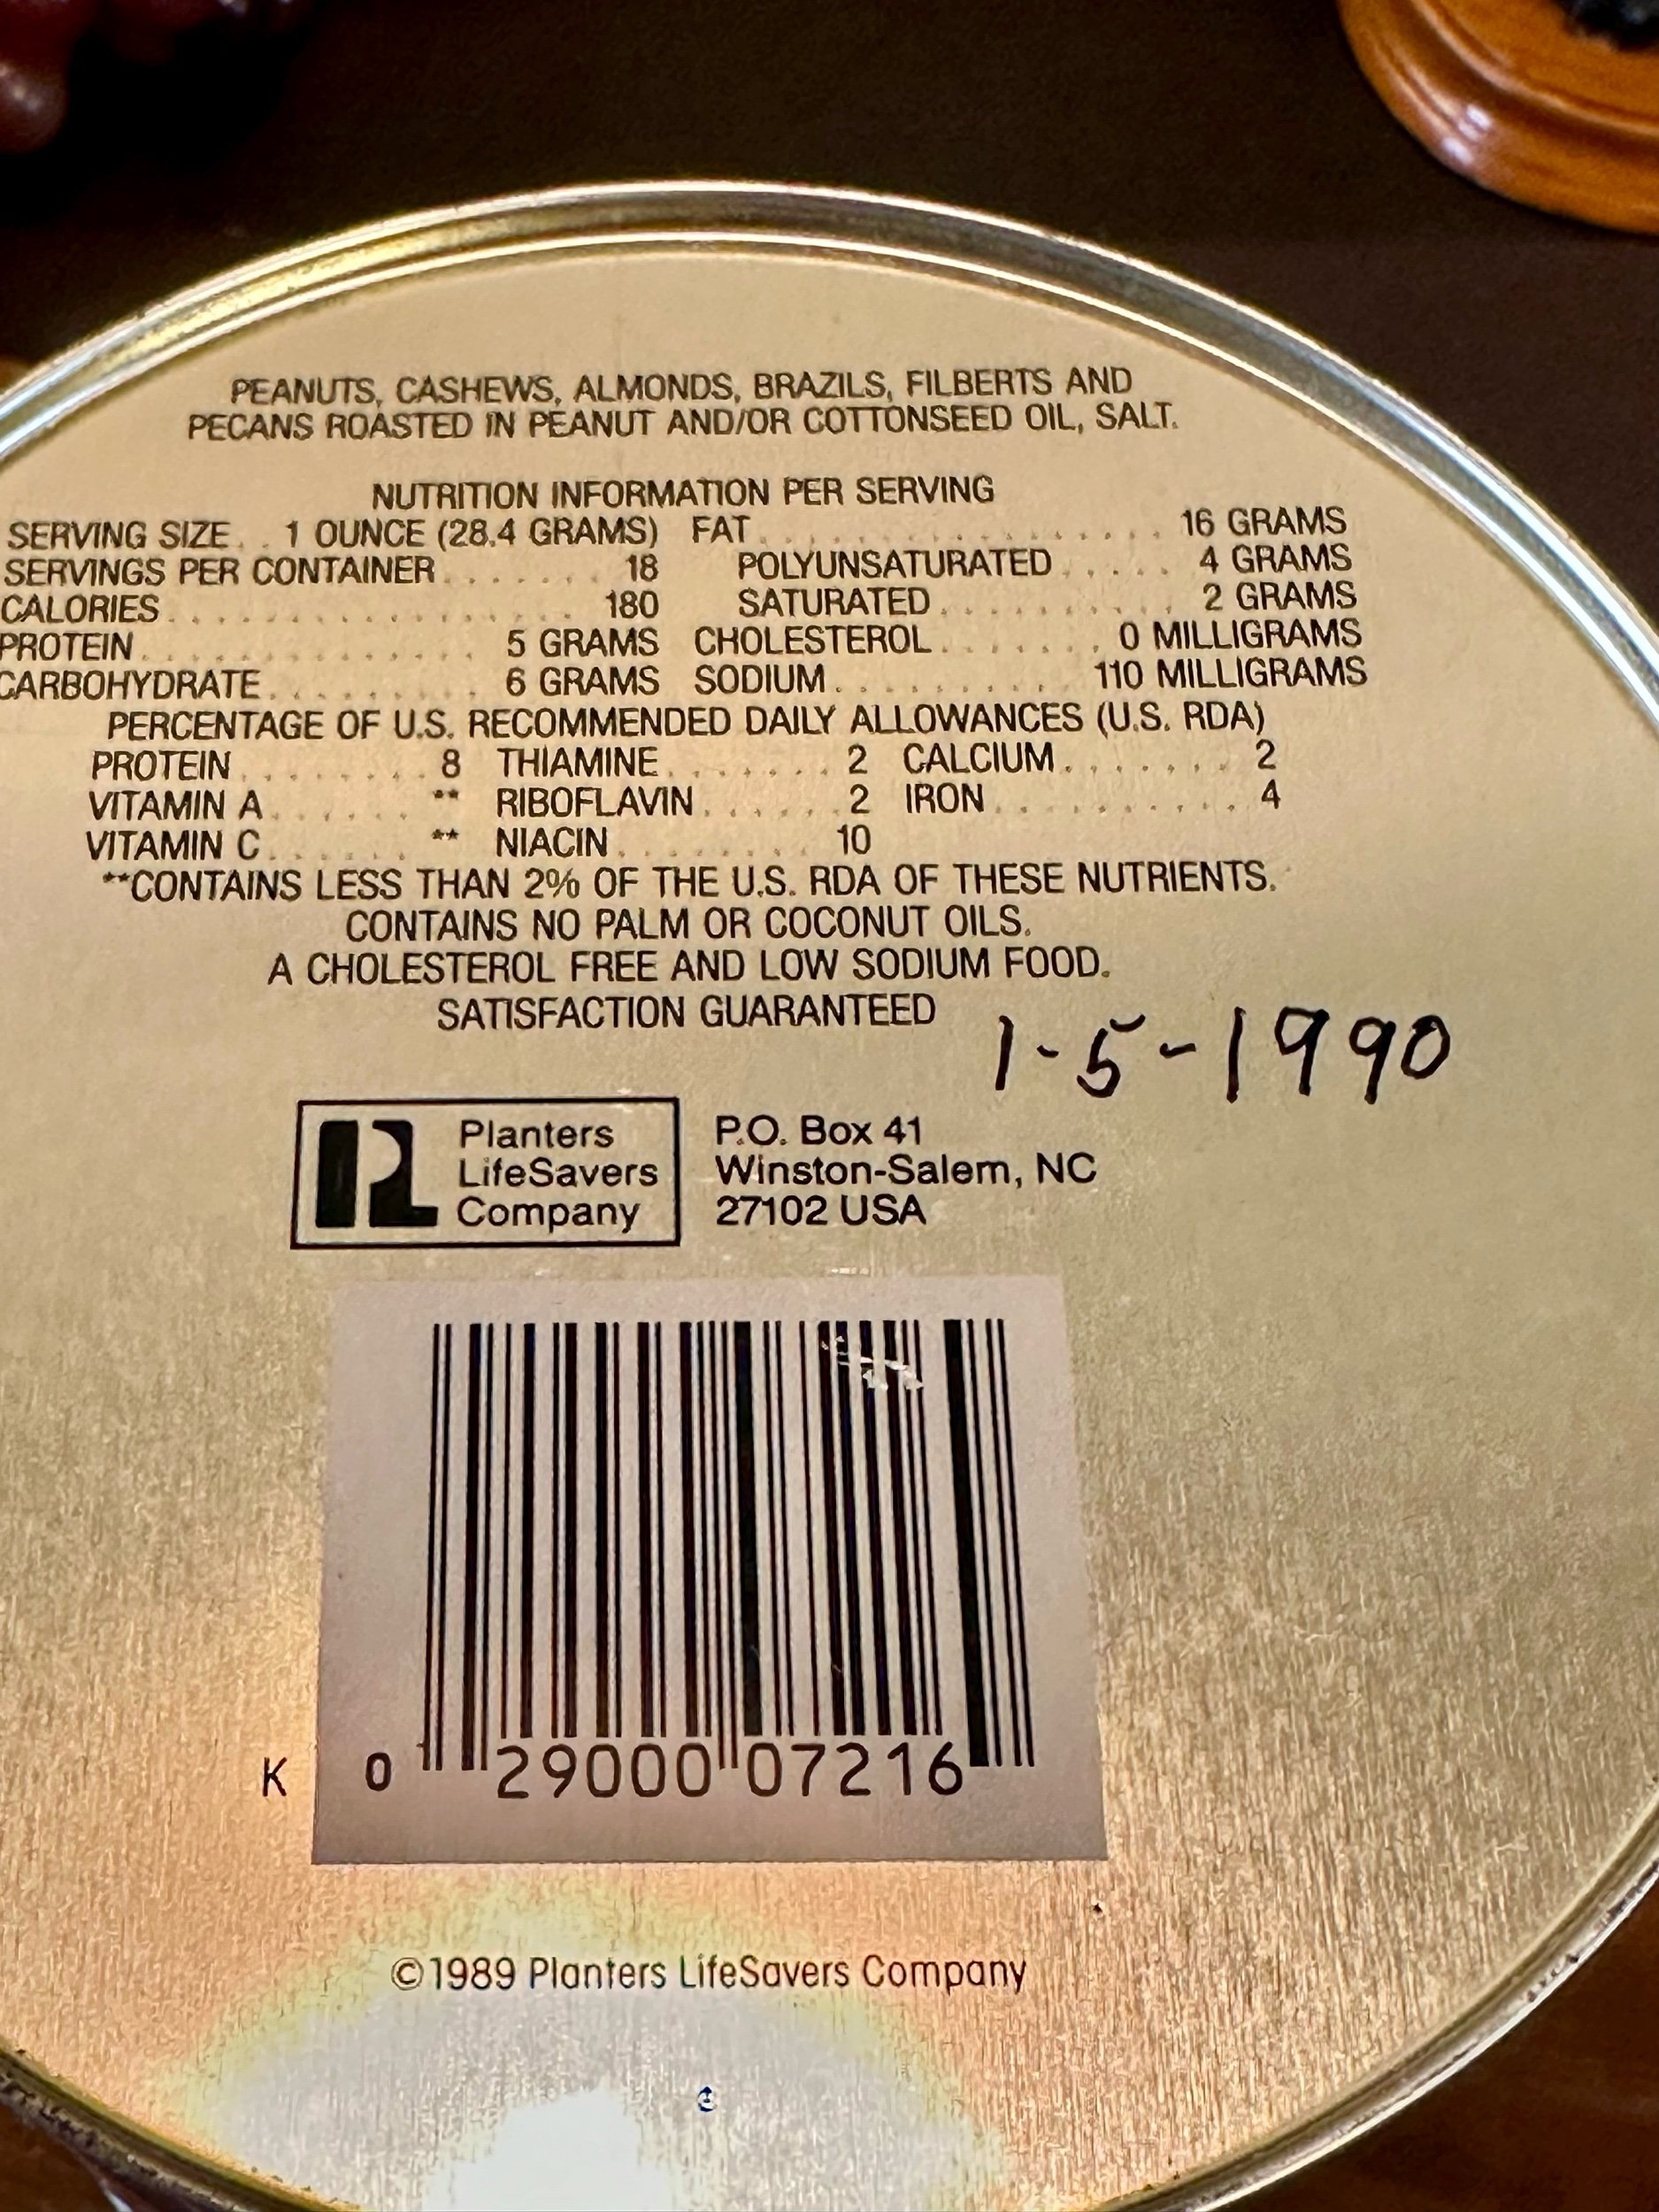 PEANUTS, CASHEWS, ALMONDS, BRAZILS, FILBERTS AND
PECANS ROASTED IN PEANUT AND/OR COTTONSEED OIL, SALT.
NUTRITION INFORMATION PER SERVING
SERVING SIZE . . 1 OUNCE (28.4 GRAMS) FAT . . . . . . . . . . . . . . . . . 16 GRAMS
SERVINGS PER CONTAINER . . . . . . . 18 POLYUNSATURATED . . . . . 4 GRAMS
CALORIES . . . . . . . . . . . . . . . . . 180 SATURATED . . . . . . . . . . 2 GRAMS
PROTEIN . . . . . . . . . . . . . . 5 GRAMS CHOLESTEROL . . . . . . . 0 MILLIGRAMS
CARBOHYDRATE . . . . . . . . . . 6 GRAMS SODIUM . . . . . . . . . . 110 MILLIGRAMS
PERCENTAGE OF U.S. RECOMMENDED DAILY ALLOWANCES (U.S. RDA)
PROTEIN . . . . . . . . 8 THIAMINE . . . . . . . 2 CALCIUM . . . . . . . 2
VITAMIN A . . . . . . ** RIBOFLAVIN . . . . . . 2 IRON . . . . . . . . . . 4
VITAMIN C . . . . . . ** NIACIN . . . . . . . . 10
**CONTAINS LESS THAN 2% OF THE U.S. RDA OF THESE NUTRIENTS.
CONTAINS NO PALM OR COCONUT OILS.
A CHOLESTEROL FREE AND LOW SODIUM FOOD.
SATISFACTION GUARANTEED
1-5-1990
Planters
LifeSavers
Company
P.O. Box 41
Winston-Salem, NC
27102 USA
K 0 29000 07216
©1989 Planters LifeSavers Company